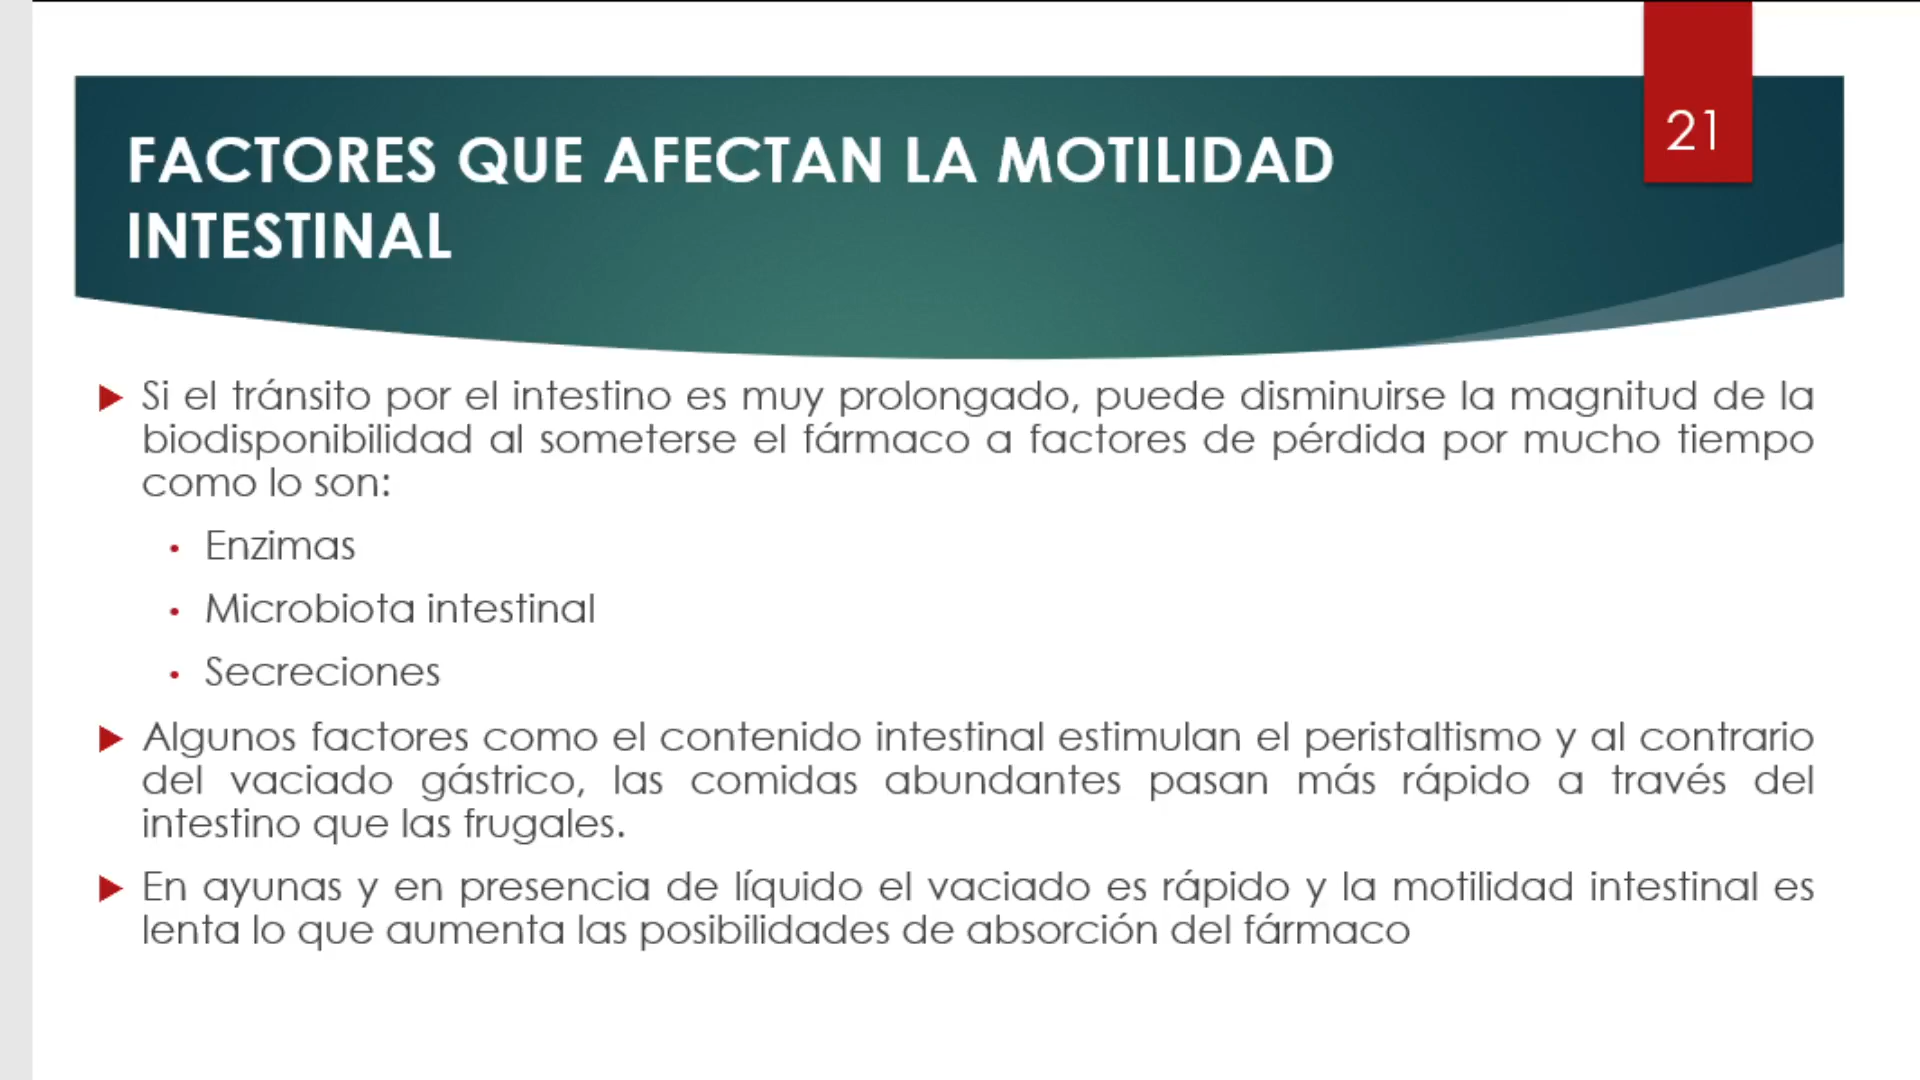 21
FACTORES QUE AFECTAN LA MOTILIDAD
INTESTINAL
Si el tránsito por el intestino es muy prolongado, puede disminuirse la magnitud de la
biodisponibilidad al someterse el fármaco a factores de pérdida por mucho tiempo
como lo son:
Enzimas
Microbiota intestinal
Secreciones
Algunos factores como el contenido intestinal estimulan el peristaltismo y al contrario
del vaciado gástrico, las comidas abundantes pasan más rápido a través del
intestino que las frugales.
En ayunas y en presencia de líquido el vaciado es rápido y la motilidad intestinal es
lenta lo que aumenta las posibilidades de absorción del fármaco